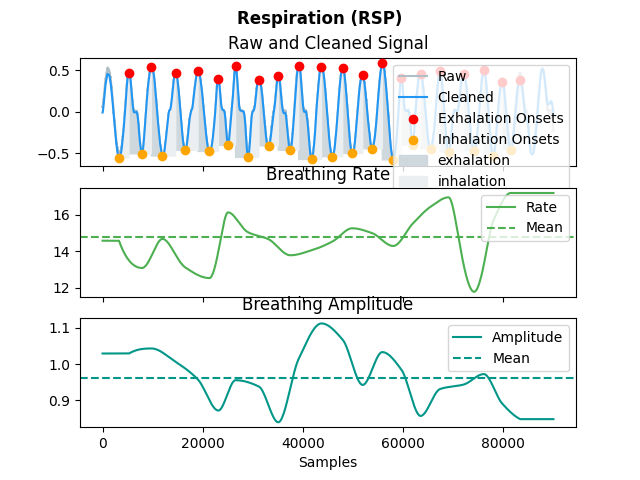 Respiration (RSP)
Raw and Cleaned Signal
0.5
0.0
−0.5
Raw
Cleaned
Exhalation Onsets
Inhalation Onsets
exhalation
inhalation
Breathing Rate
16
14
12
Rate
Mean
Breathing Amplitude
1.1
1.0
0.9
Amplitude
Mean
0 20000 40000 60000 80000
Samples